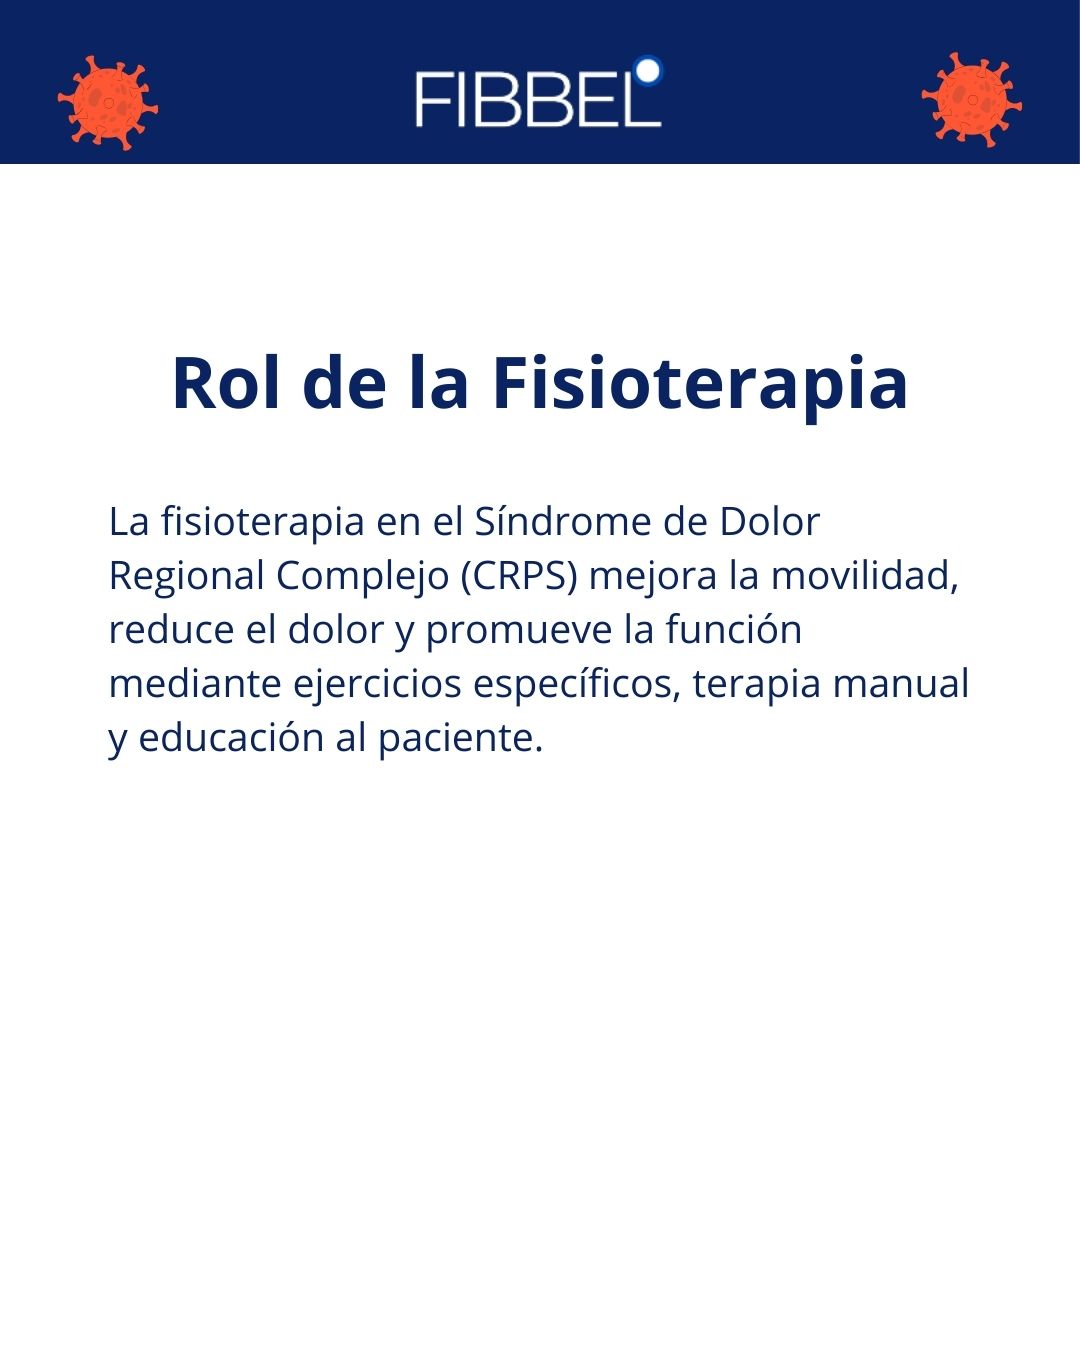 FIBBEL
Rol de la Fisioterapia
La fisioterapia en el Síndrome de Dolor
Regional Complejo (CRPS) mejora la movilidad,
reduce el dolor y promueve la función
mediante ejercicios específicos, terapia manual
y educación al paciente.